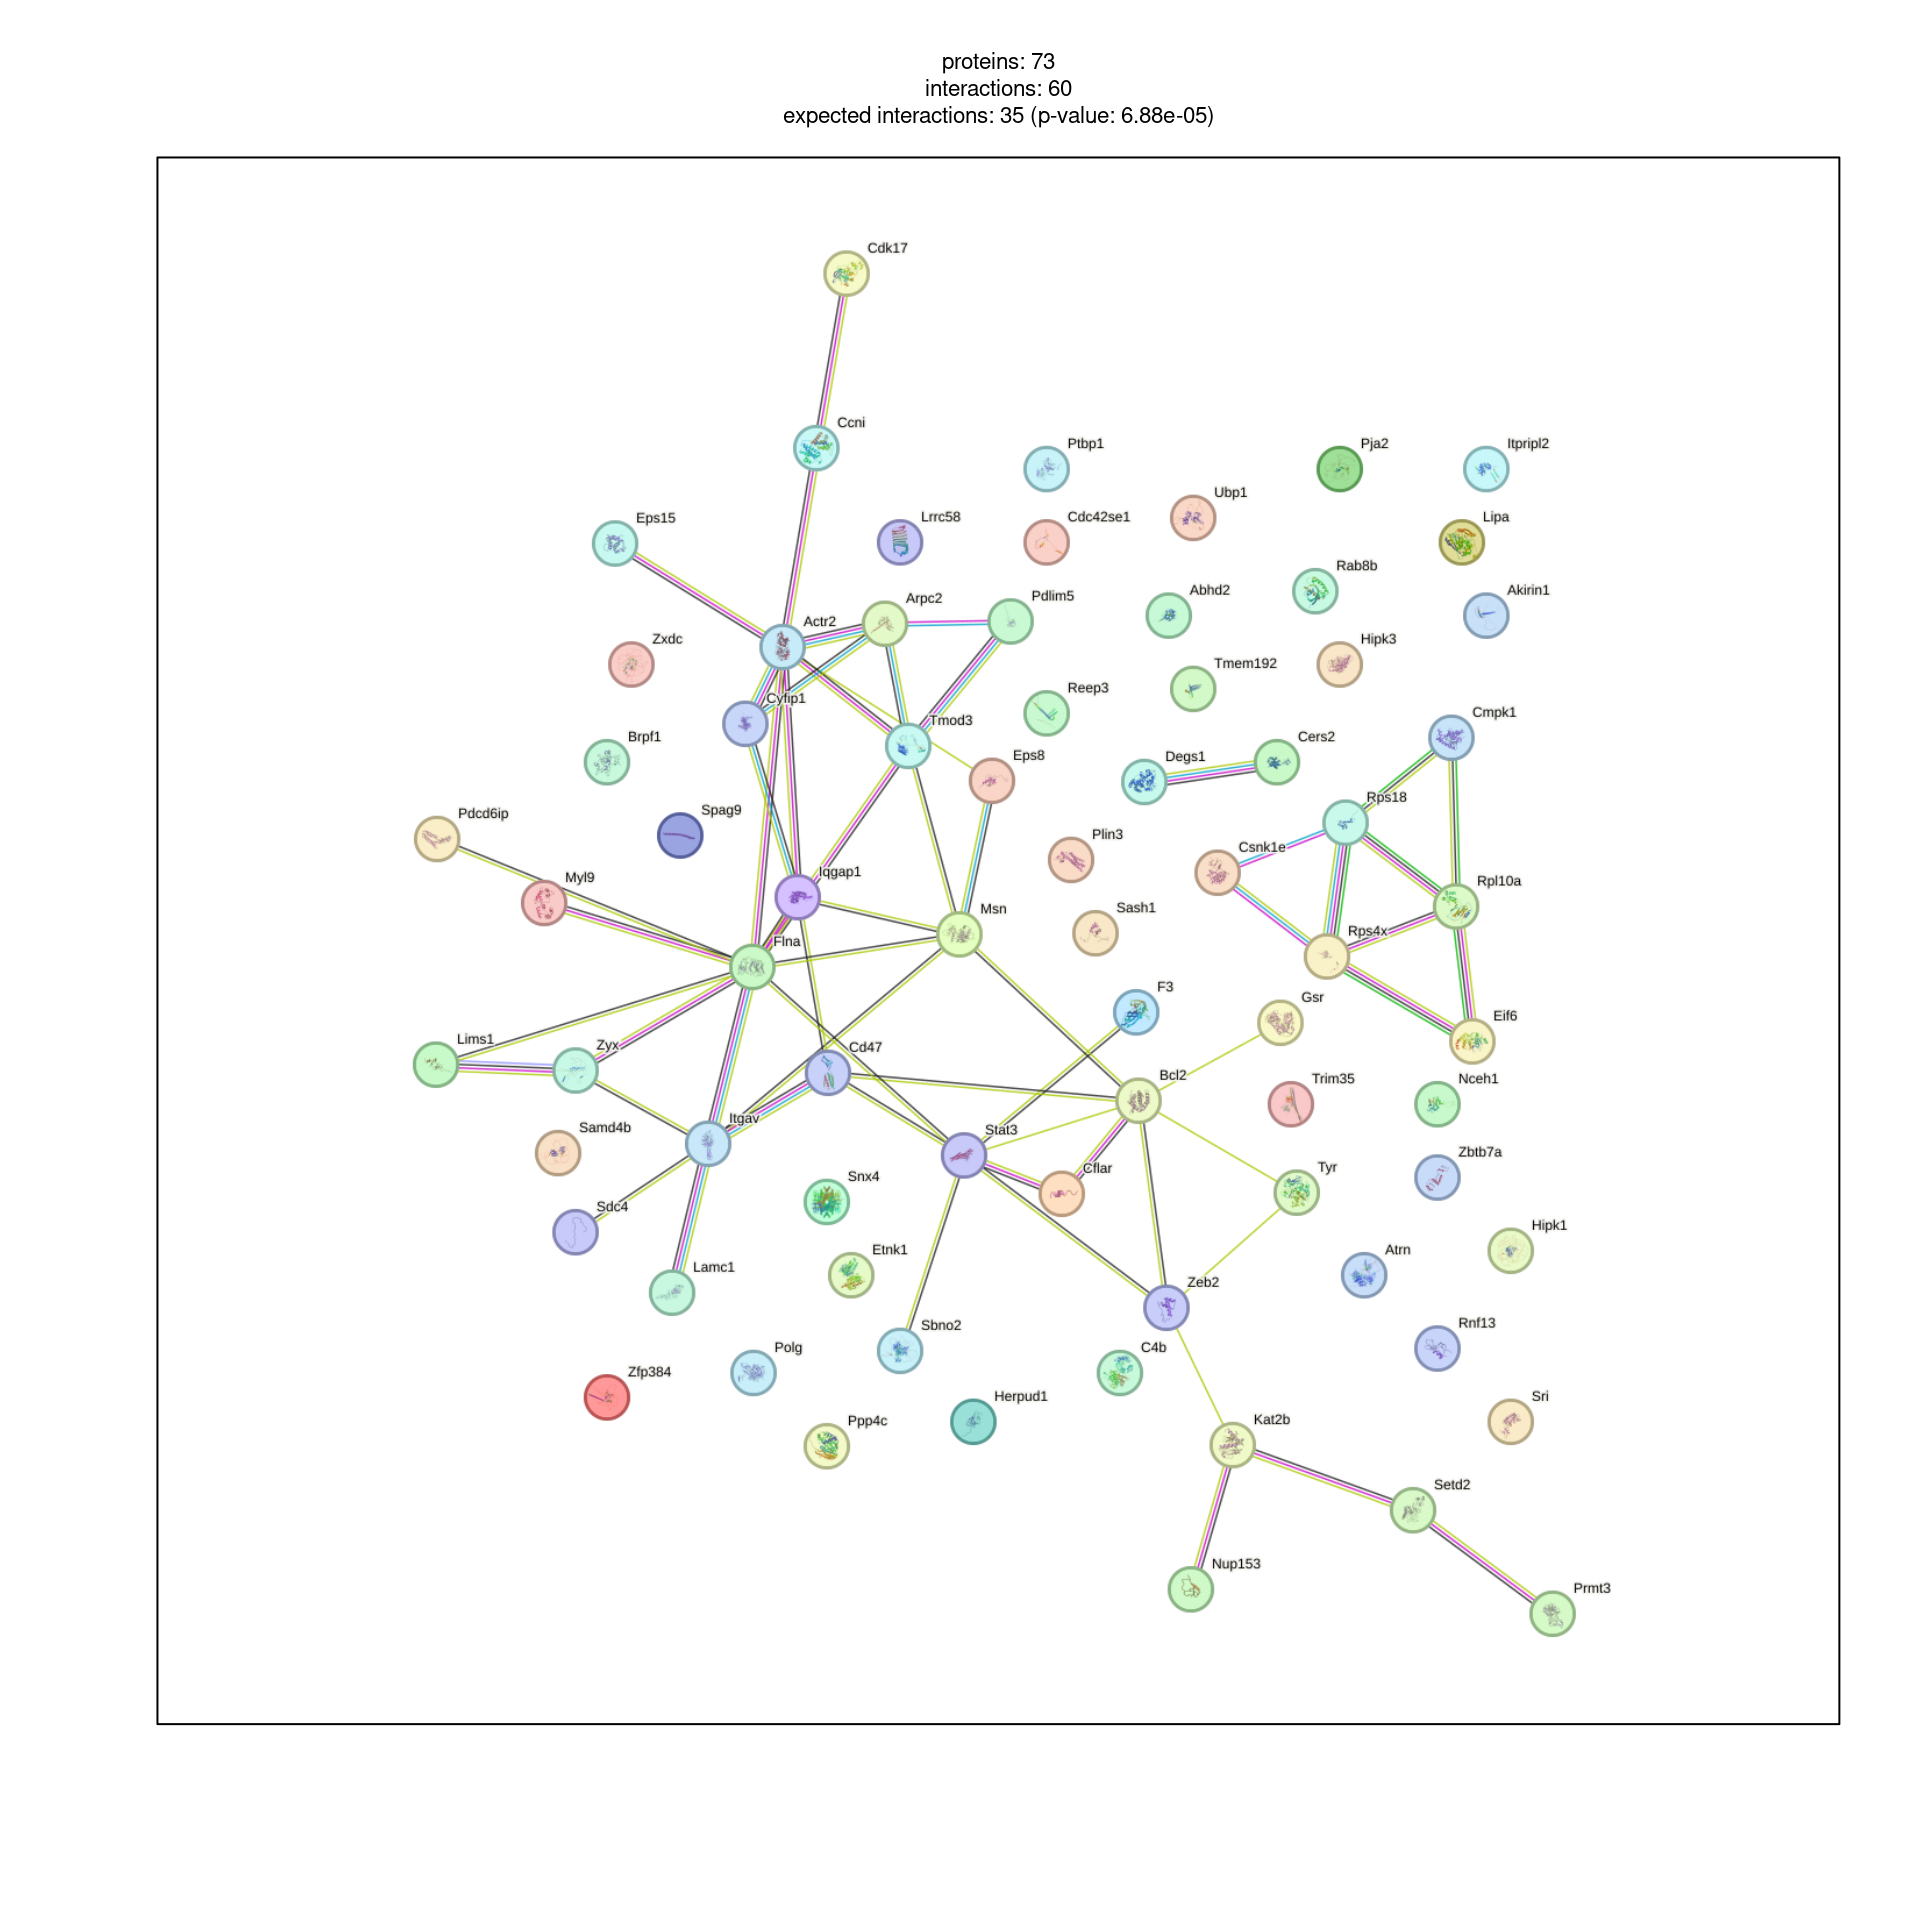 proteins: 73
interactions: 60
expected interactions: 35 (p-value: 6.88e-05)
Cdk17
Ccni
Ptbp1
Pja2
Itpripl2
Ubp1
Eps15
Lrrc58
Cdc42se1
Lipa
Rab8b
Arpc2
Pdlim5
Abhd2
Akirin1
Actr2
Zxdc
Hipk3
Tmem192
Reep3
Cyfip1
Cmpk1
Tmod3
Brpf1
Eps8
Degs1
Cers2
Rps18
Spag9
Pdcd6ip
Plin3
Csnk1e
Iqgap1
Myl9
Rpl10a
Msn
Sash1
Rps4x
Flna
F3
Gsr
Eif6
Lims1
Zyx
Cd47
Bcl2
Trim35
Nceh1
Itgav
Samd4b
Stat3
Zbtb7a
Cflar
Tyr
Snx4
Sdc4
Hipk1
Etnk1
Atrn
Lamc1
Zeb2
Sbno2
Rnf13
Polg
C4b
Zfp384
Herpud1
Sri
Ppp4c
Kat2b
Setd2
Nup153
Prmt3